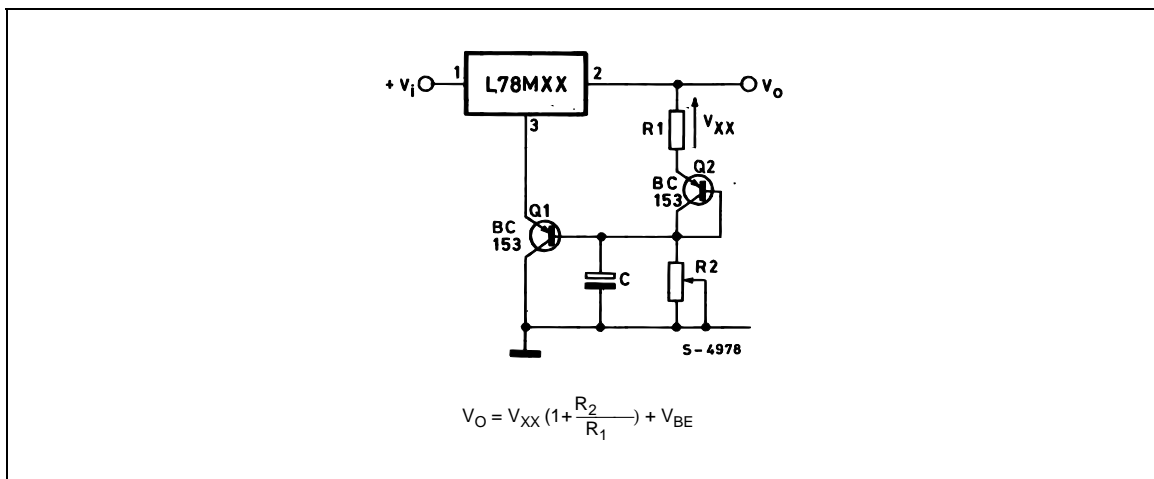 1 L78MXX 2
+ Vi Vo
3
R1 VXX
Q2
BC
153
Q1
BC
153
C
R2
S-4978
VO = VXX (1+ R2 / R1 ) + VBE